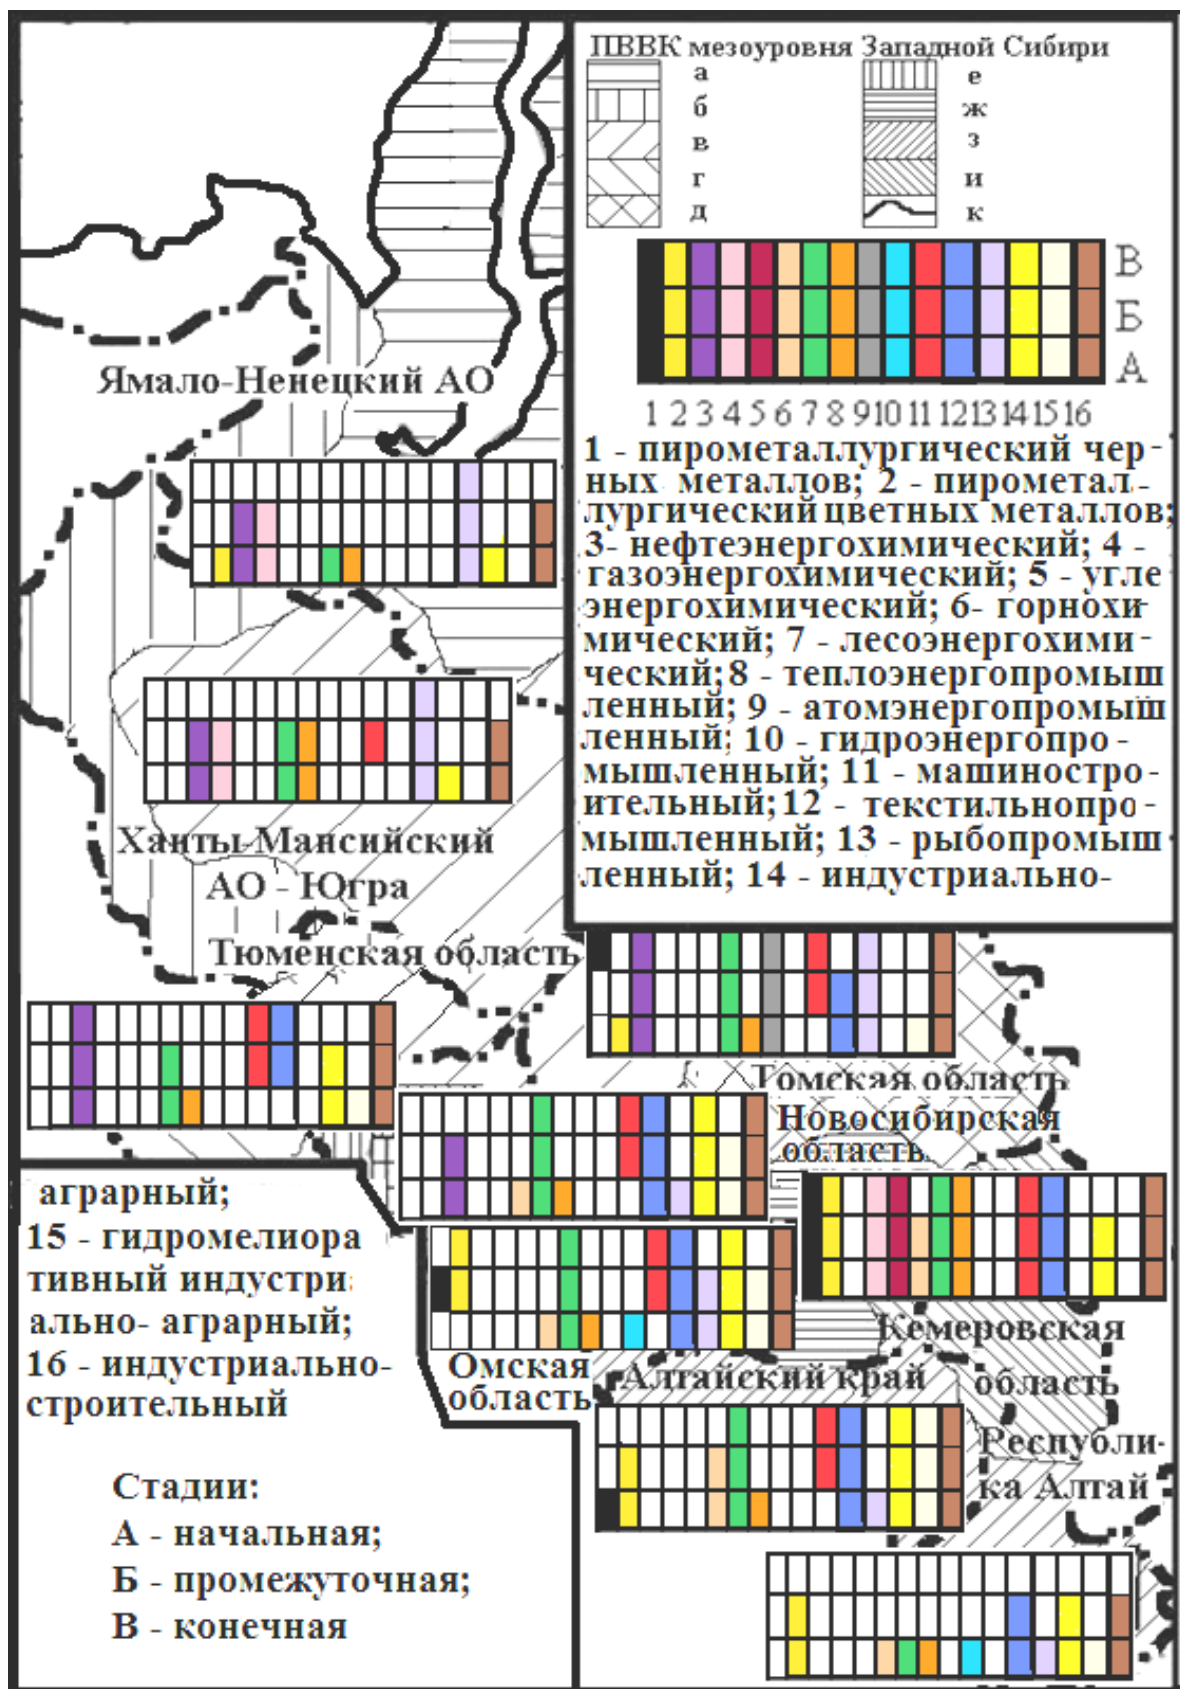 ПВВК мезоуровня Западной Сибири
а
б
в
г
д
е
ж
з
и
к
В
Б
А
1 2 3 4 5 6 7 8 9 10 11 12 13 14 15 16
1 - пирометаллургический чер-
ных металлов; 2 - пирометал-
лургический цветных металлов;
3- нефтеэнергохимический; 4 -
газоэнергохимический; 5 - угле
энергохимический; 6- горнохи-
мический; 7 - лесоэнергохими-
ческий; 8 - теплоэнергопромыш
ленный; 9 - атомэнергопромыш
ленный; 10 - гидроэнергопро-
мышленный; 11 - машиностро-
ительный; 12 - текстильнопро-
мышленный; 13 - рыбопромыш
ленный; 14 - индустриально-
Ямало-Ненецкий АО
Ханты-Мансийский
АО - Югра
Тюменская область
Томская область
Новосибирская
область
Кемеровская
область
Омская
область
Алтайский край
Республи-
ка Алтай
аграрный;
15 - гидромелиора
тивный индустри
ально- аграрный;
16 - индустриально-
строительный
Стадии:
А - начальная;
Б - промежуточная;
В - конечная